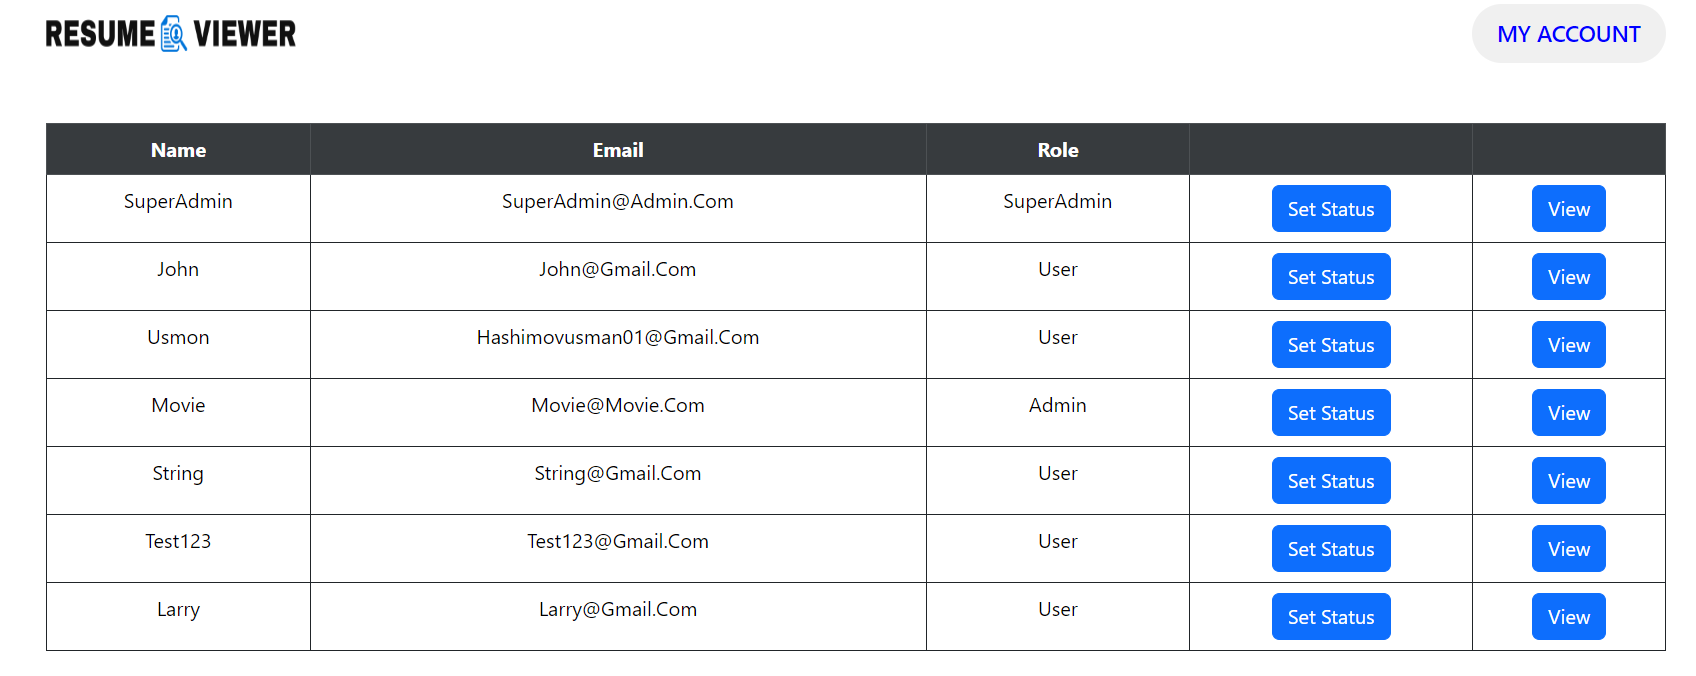 RESUME VIEWER
MY ACCOUNT
Name Email Role
SuperAdmin SuperAdmin@Admin.Com SuperAdmin Set Status View
John John@Gmail.Com User Set Status View
Usmon Hashimovusman01@Gmail.Com User Set Status View
Movie Movie@Movie.Com Admin Set Status View
String String@Gmail.Com User Set Status View
Test123 Test123@Gmail.Com User Set Status View
Larry Larry@Gmail.Com User Set Status View